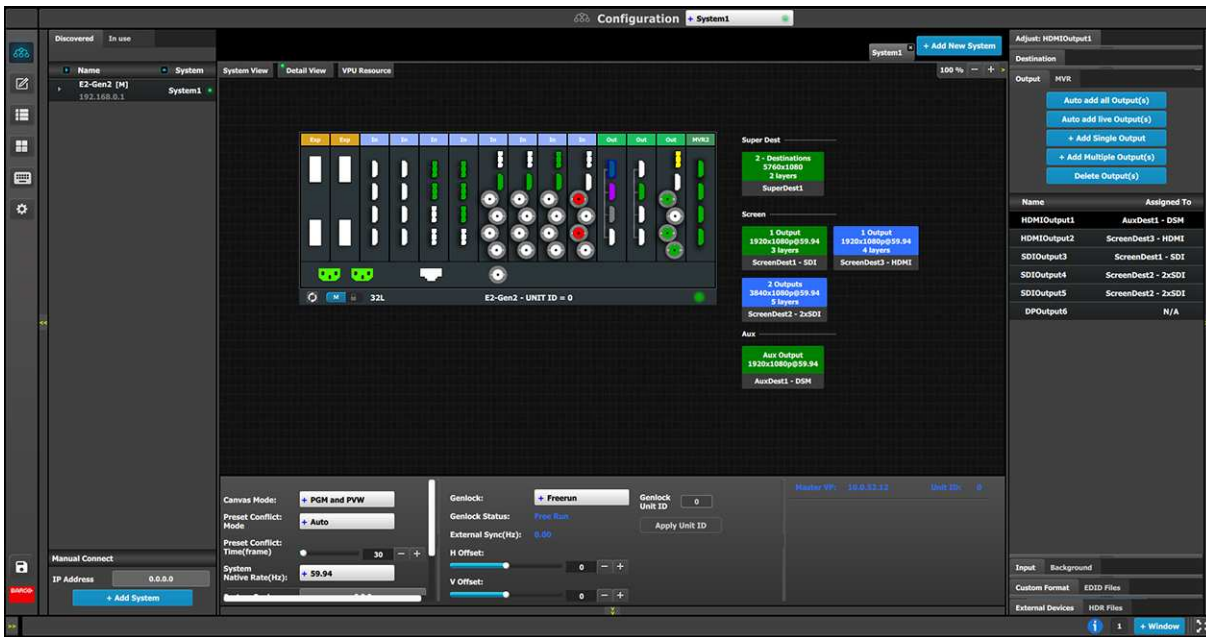 Configuration + System1
Discovered In use
System1 + Add New System
Adjust: HDMIOutput1
Destination
Name System
System View Detail View VPU Resource
100 % − + >
Output MVR
E2-Gen2 [M] System1
192.168.0.1
Auto add all Output(s)
Auto add live Output(s)
+ Add Single Output
+ Add Multiple Output(s)
Delete Output(s)
Exp Exp In In In In In In In In Out Out Out MVR2
M 32L E2-Gen2 - UNIT ID = 0
Super Dest
2 - Destinations
5760x1080
2 layers
SuperDest1
Screen
1 Output
1920x1080p@59.94
3 layers
ScreenDest1 - SDI
1 Output
1920x1080p@59.94
4 layers
ScreenDest3 - HDMI
2 Outputs
3840x1080p@59.94
5 layers
ScreenDest2 - 2xSDI
Aux
Aux Output
1920x1080p@59.94
AuxDest1 - DSM
Name Assigned To
HDMIOutput1 AuxDest1 - DSM
HDMIOutput2 ScreenDest3 - HDMI
SDIOutput3 ScreenDest1 - SDI
SDIOutput4 ScreenDest2 - 2xSDI
SDIOutput5 ScreenDest2 - 2xSDI
DPOutput6 N/A
<<
Canvas Mode: + PGM and PVW
Preset Conflict:
Mode + Auto
Preset Conflict:
Time(frame) 30 − +
System
Native Rate(Hz): + 59.94
Genlock: + Freerun
Genlock Status: Free Run
External Sync(Hz): 0.00
H Offset:
0 − +
V Offset:
0 − +
Genlock
Unit ID 0
Apply Unit ID
Master VP: 10.0.52.12 Unit ID: 0
Manual Connect
IP Address 0.0.0.0
+ Add System
BARCO
Input Background
Custom Format EDID Files
External Devices HDR Files
>> i 1 + Window